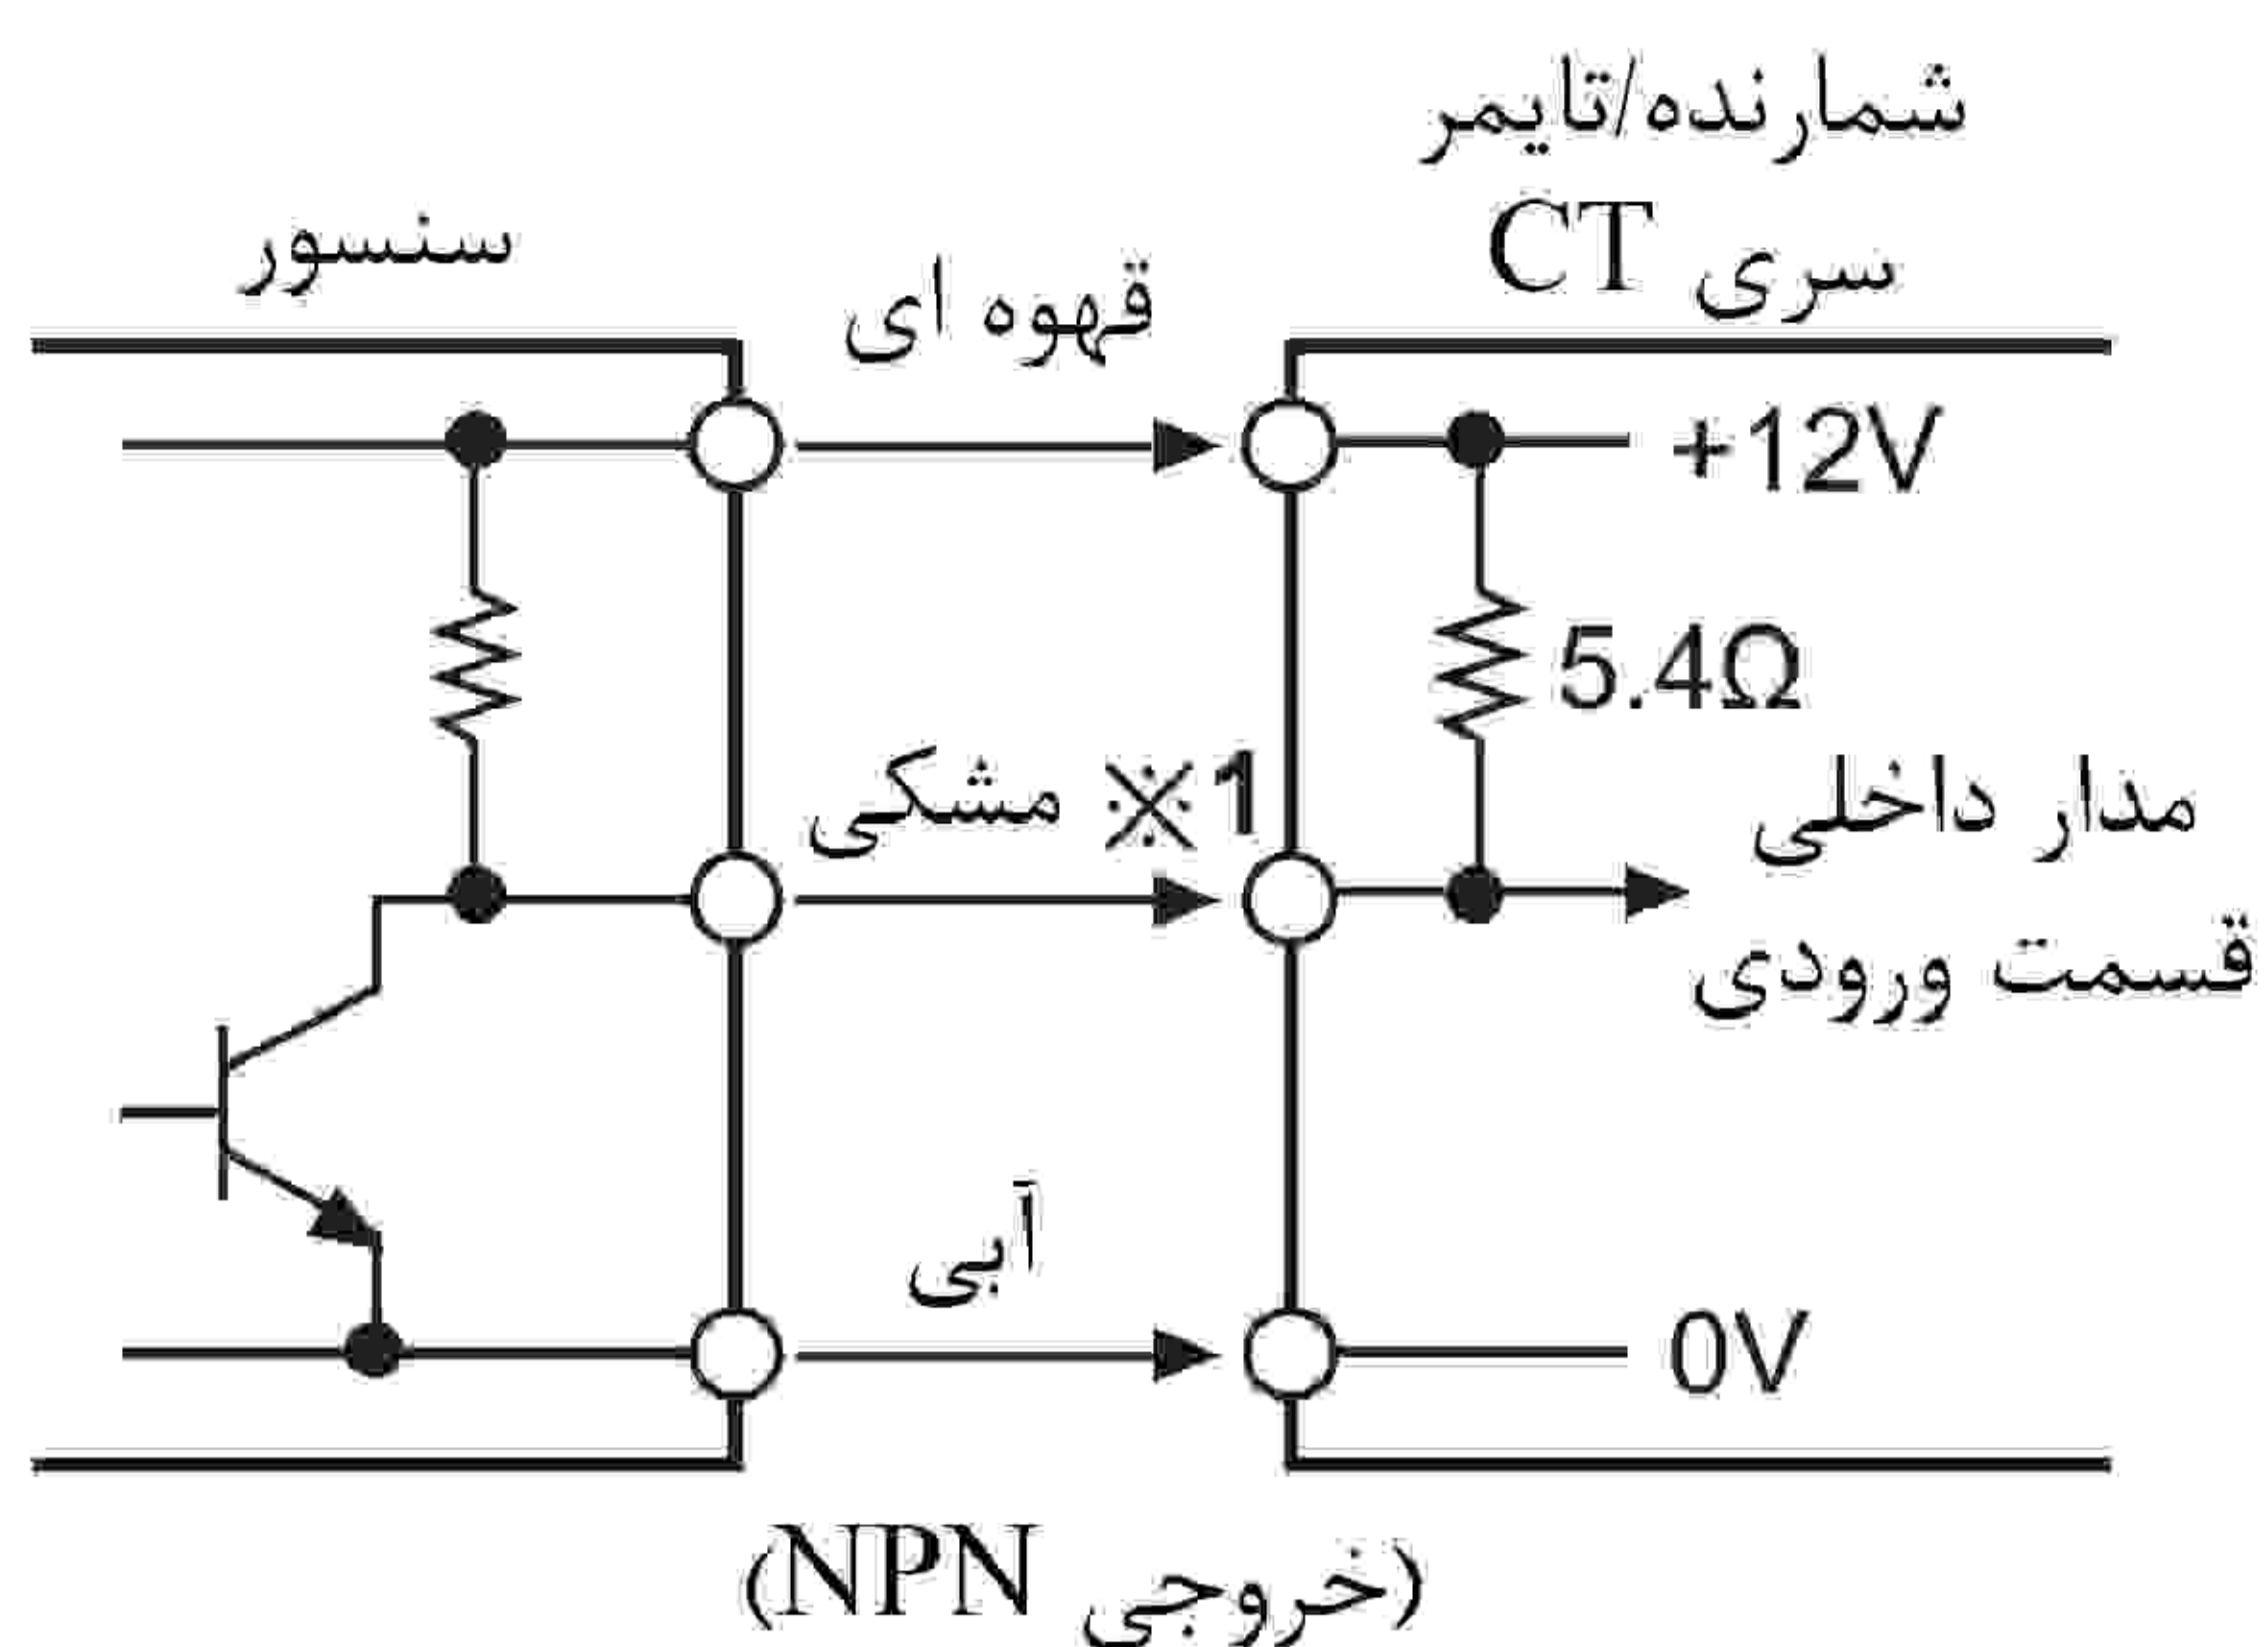 شمارنده/تایمر
سری CT
سنسور
قهوه ای
+12V
5.4Ω
مشکی ※1
مدار داخلی
قسمت ورودی
آبی
0V
(خروجی NPN)